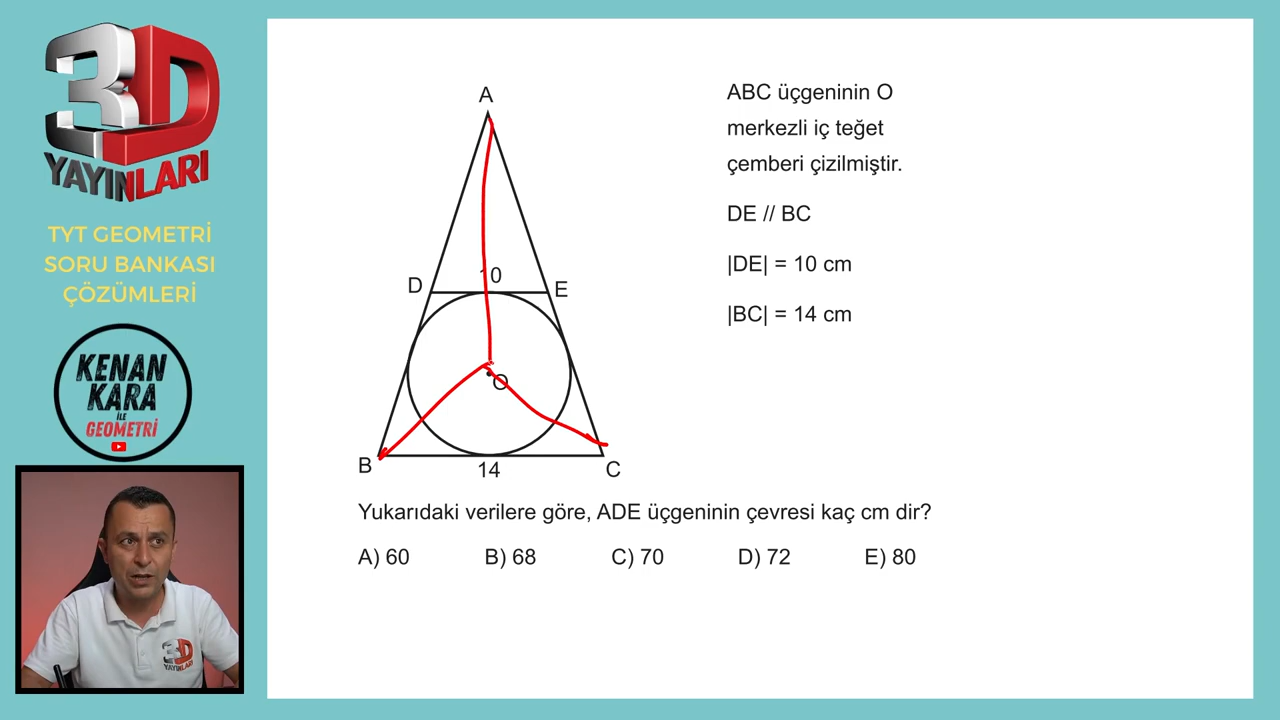 3D
YAYINLARI
TYT GEOMETRİ
SORU BANKASI
ÇÖZÜMLERİ
KENAN
KARA
İLE
GEOMETRİ
3D
YAYINLARI
A
D
10
E
O
B
14
C
ABC üçgeninin O
merkezli iç teğet
çemberi çizilmiştir.
DE // BC
|DE| = 10 cm
|BC| = 14 cm
Yukarıdaki verilere göre, ADE üçgeninin çevresi kaç cm dir?
A) 60 B) 68 C) 70 D) 72 E) 80